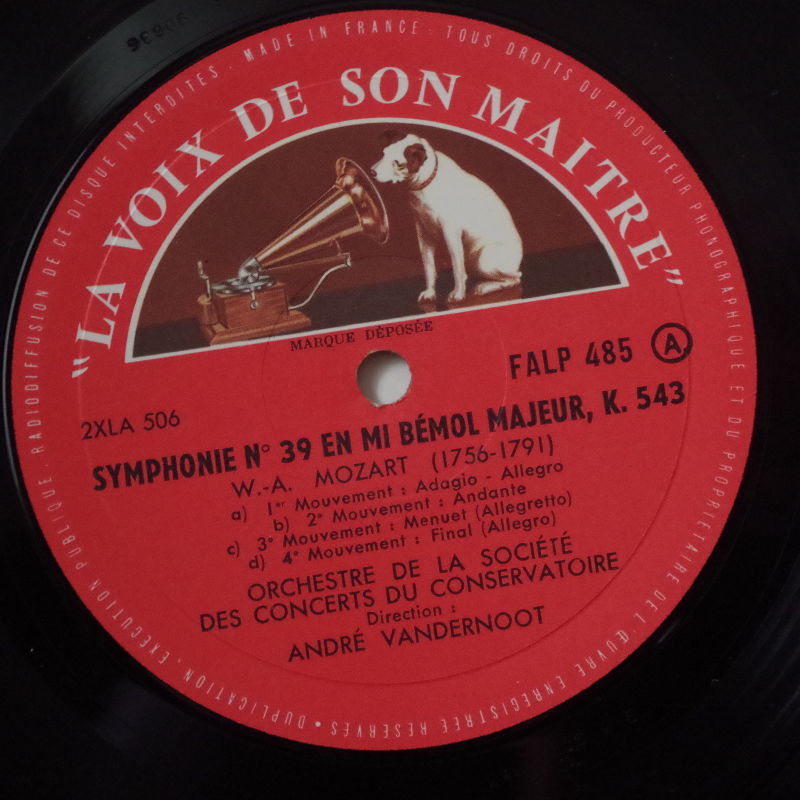 DUPLICATION · EXÉCUTION PUBLIQUE · RADIODIFFUSION DE CE DISQUE INTERDITES · MADE IN FRANCE · TOUS DROITS DU PRODUCTEUR PHONOGRAPHIQUE ET DU PROPRIÉTAIRE DE L'ŒUVRE ENREGISTRÉE RÉSERVÉS •
"LA VOIX DE SON MAITRE"
MARQUE DÉPOSÉE
FALP 485 A
2XLA 506
SYMPHONIE N° 39 EN MI BÉMOL MAJEUR, K. 543
W.-A. MOZART (1756-1791)
a) 1er Mouvement : Adagio - Allegro
b) 2e Mouvement : Andante
c) 3e Mouvement : Menuet (Allegretto)
d) 4e Mouvement : Final (Allegro)
ORCHESTRE DE LA SOCIÉTÉ
DES CONCERTS DU CONSERVATOIRE
Direction :
ANDRÉ VANDERNOOT